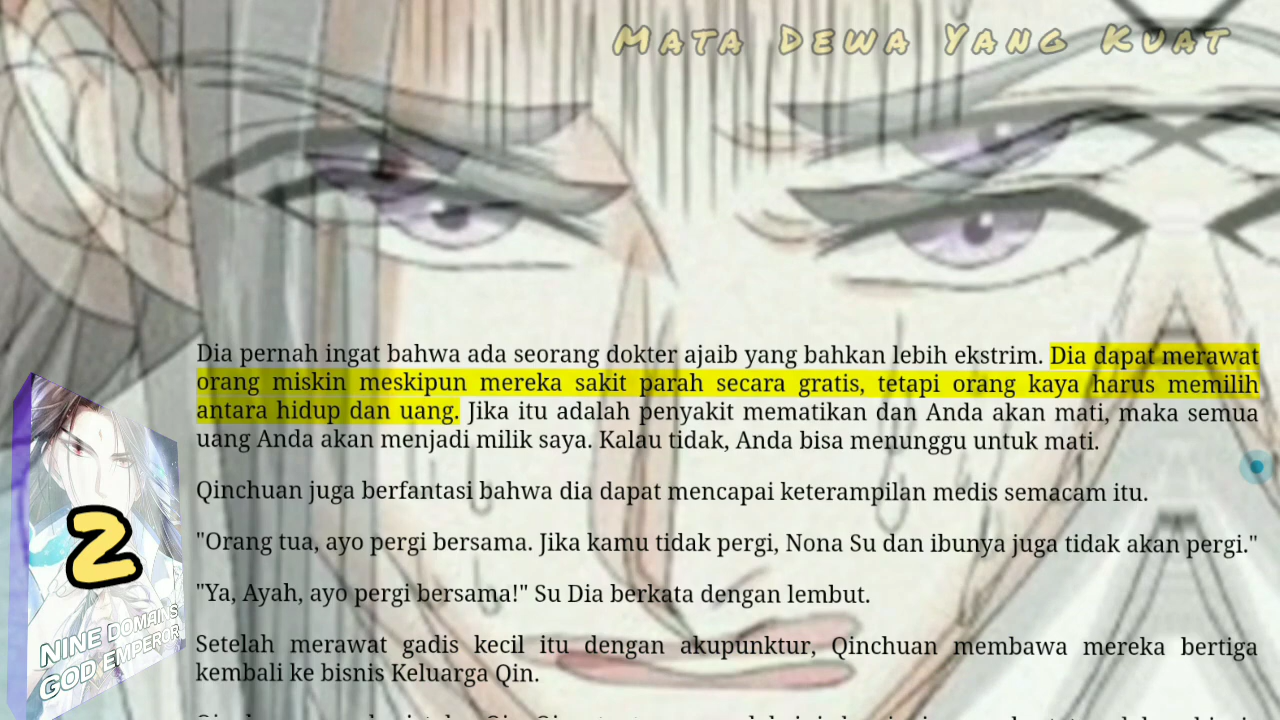 Mata Dewa Yang Kuat
Dia pernah ingat bahwa ada seorang dokter ajaib yang bahkan lebih ekstrim. Dia dapat merawat
orang miskin meskipun mereka sakit parah secara gratis, tetapi orang kaya harus memilih
antara hidup dan uang. Jika itu adalah penyakit mematikan dan Anda akan mati, maka semua
uang Anda akan menjadi milik saya. Kalau tidak, Anda bisa menunggu untuk mati.
Qinchuan juga berfantasi bahwa dia dapat mencapai keterampilan medis semacam itu.
"Orang tua, ayo pergi bersama. Jika kamu tidak pergi, Nona Su dan ibunya juga tidak akan pergi."
"Ya, Ayah, ayo pergi bersama!" Su Dia berkata dengan lembut.
Setelah merawat gadis kecil itu dengan akupunktur, Qinchuan membawa mereka bertiga
kembali ke bisnis Keluarga Qin.
2
NINE DOMAINS
GOD EMPEROR